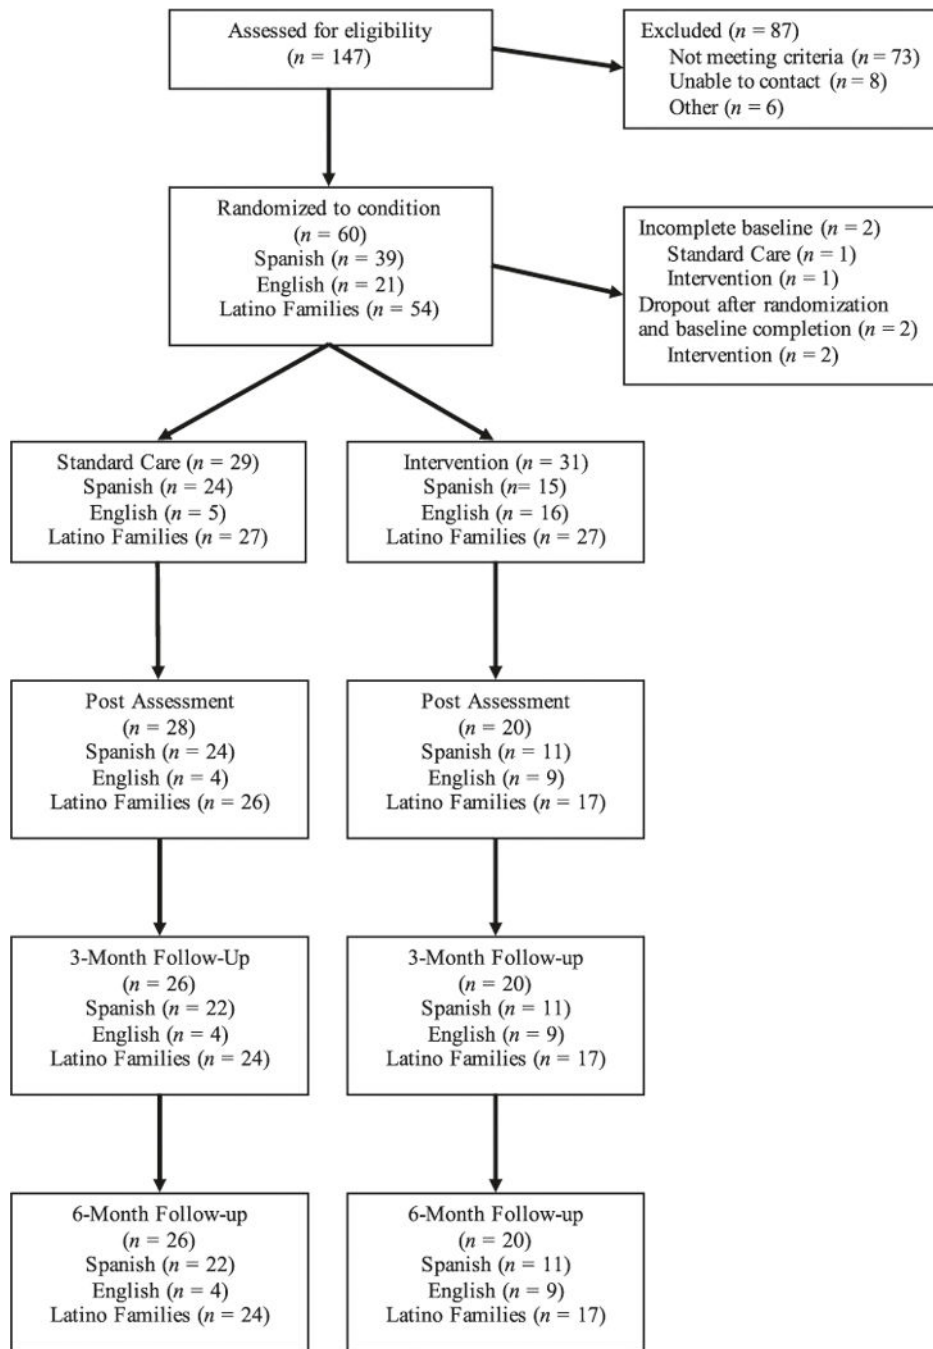 Assessed for eligibility
(n = 147)
Excluded (n = 87)
Not meeting criteria (n = 73)
Unable to contact (n = 8)
Other (n = 6)
Randomized to condition
(n = 60)
Spanish (n = 39)
English (n = 21)
Latino Families (n = 54)
Incomplete baseline (n = 2)
Standard Care (n = 1)
Intervention (n = 1)
Dropout after randomization
and baseline completion (n = 2)
Intervention (n = 2)
Standard Care (n = 29)
Spanish (n = 24)
English (n = 5)
Latino Families (n = 27)
Intervention (n = 31)
Spanish (n= 15)
English (n = 16)
Latino Families (n = 27)
Post Assessment
(n = 28)
Spanish (n = 24)
English (n = 4)
Latino Families (n = 26)
Post Assessment
(n = 20)
Spanish (n = 11)
English (n = 9)
Latino Families (n = 17)
3-Month Follow-Up
(n = 26)
Spanish (n = 22)
English (n = 4)
Latino Families (n = 24)
3-Month Follow-up
(n = 20)
Spanish (n = 11)
English (n = 9)
Latino Families (n = 17)
6-Month Follow-up
(n = 26)
Spanish (n = 22)
English (n = 4)
Latino Families (n = 24)
6-Month Follow-up
(n = 20)
Spanish (n = 11)
English (n = 9)
Latino Families (n = 17)